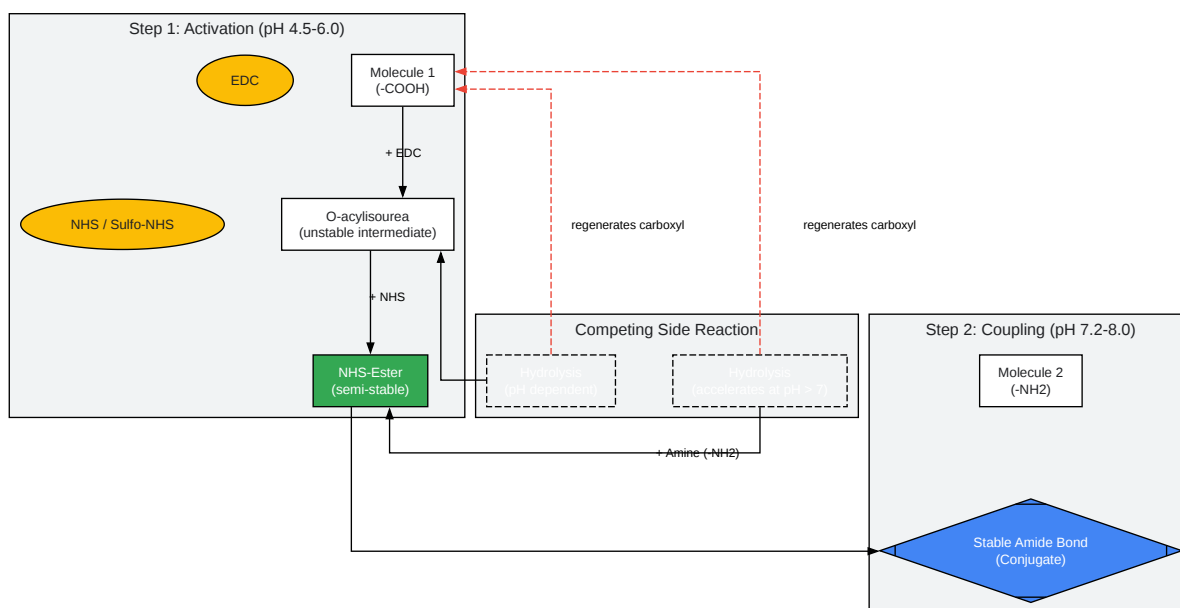 Step 1: Activation (pH 4.5-6.0)
EDC
Molecule 1
(-COOH)
+ EDC
NHS / Sulfo-NHS
O-acylisourea
(unstable intermediate)
regenerates carboxyl
regenerates carboxyl
+ NHS
Competing Side Reaction
Step 2: Coupling (pH 7.2-8.0)
NHS-Ester
(semi-stable)
Hydrolysis
(pH dependent)
Hydrolysis
(accelerates at pH > 7)
Molecule 2
(-NH2)
+ Amine (-NH2)
Stable Amide Bond
(Conjugate)